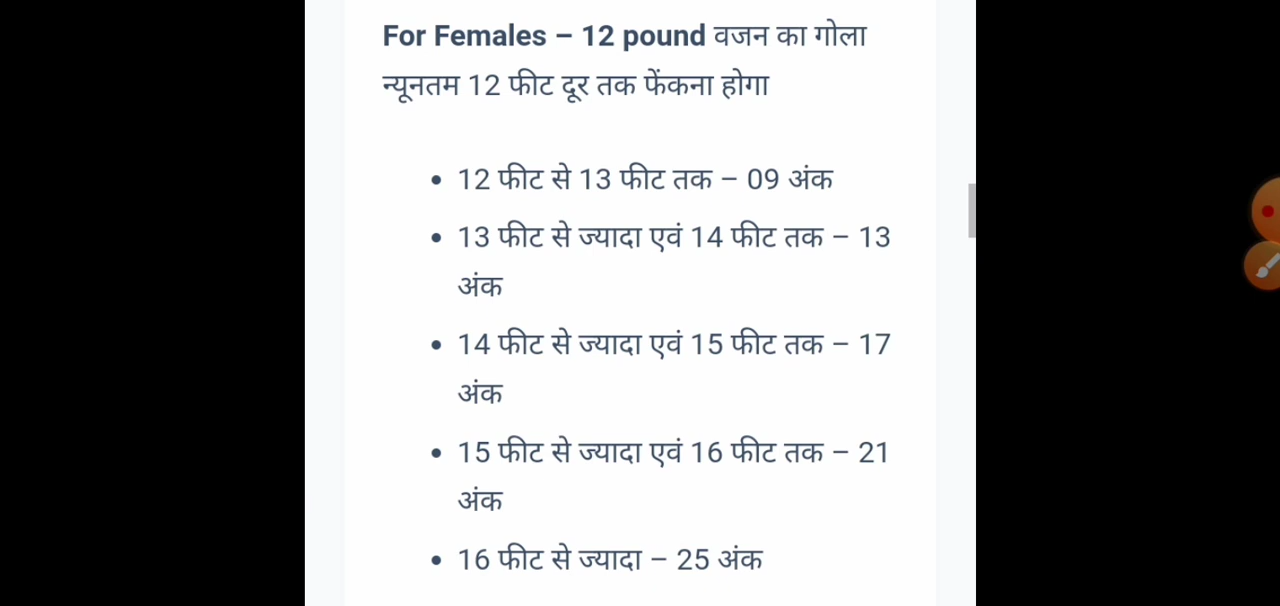 For Females – 12 pound वजन का गोला
न्यूनतम 12 फीट दूर तक फेंकना होगा
• 12 फीट से 13 फीट तक – 09 अंक
• 13 फीट से ज्यादा एवं 14 फीट तक – 13
अंक
• 14 फीट से ज्यादा एवं 15 फीट तक – 17
अंक
• 15 फीट से ज्यादा एवं 16 फीट तक – 21
अंक
• 16 फीट से ज्यादा – 25 अंक